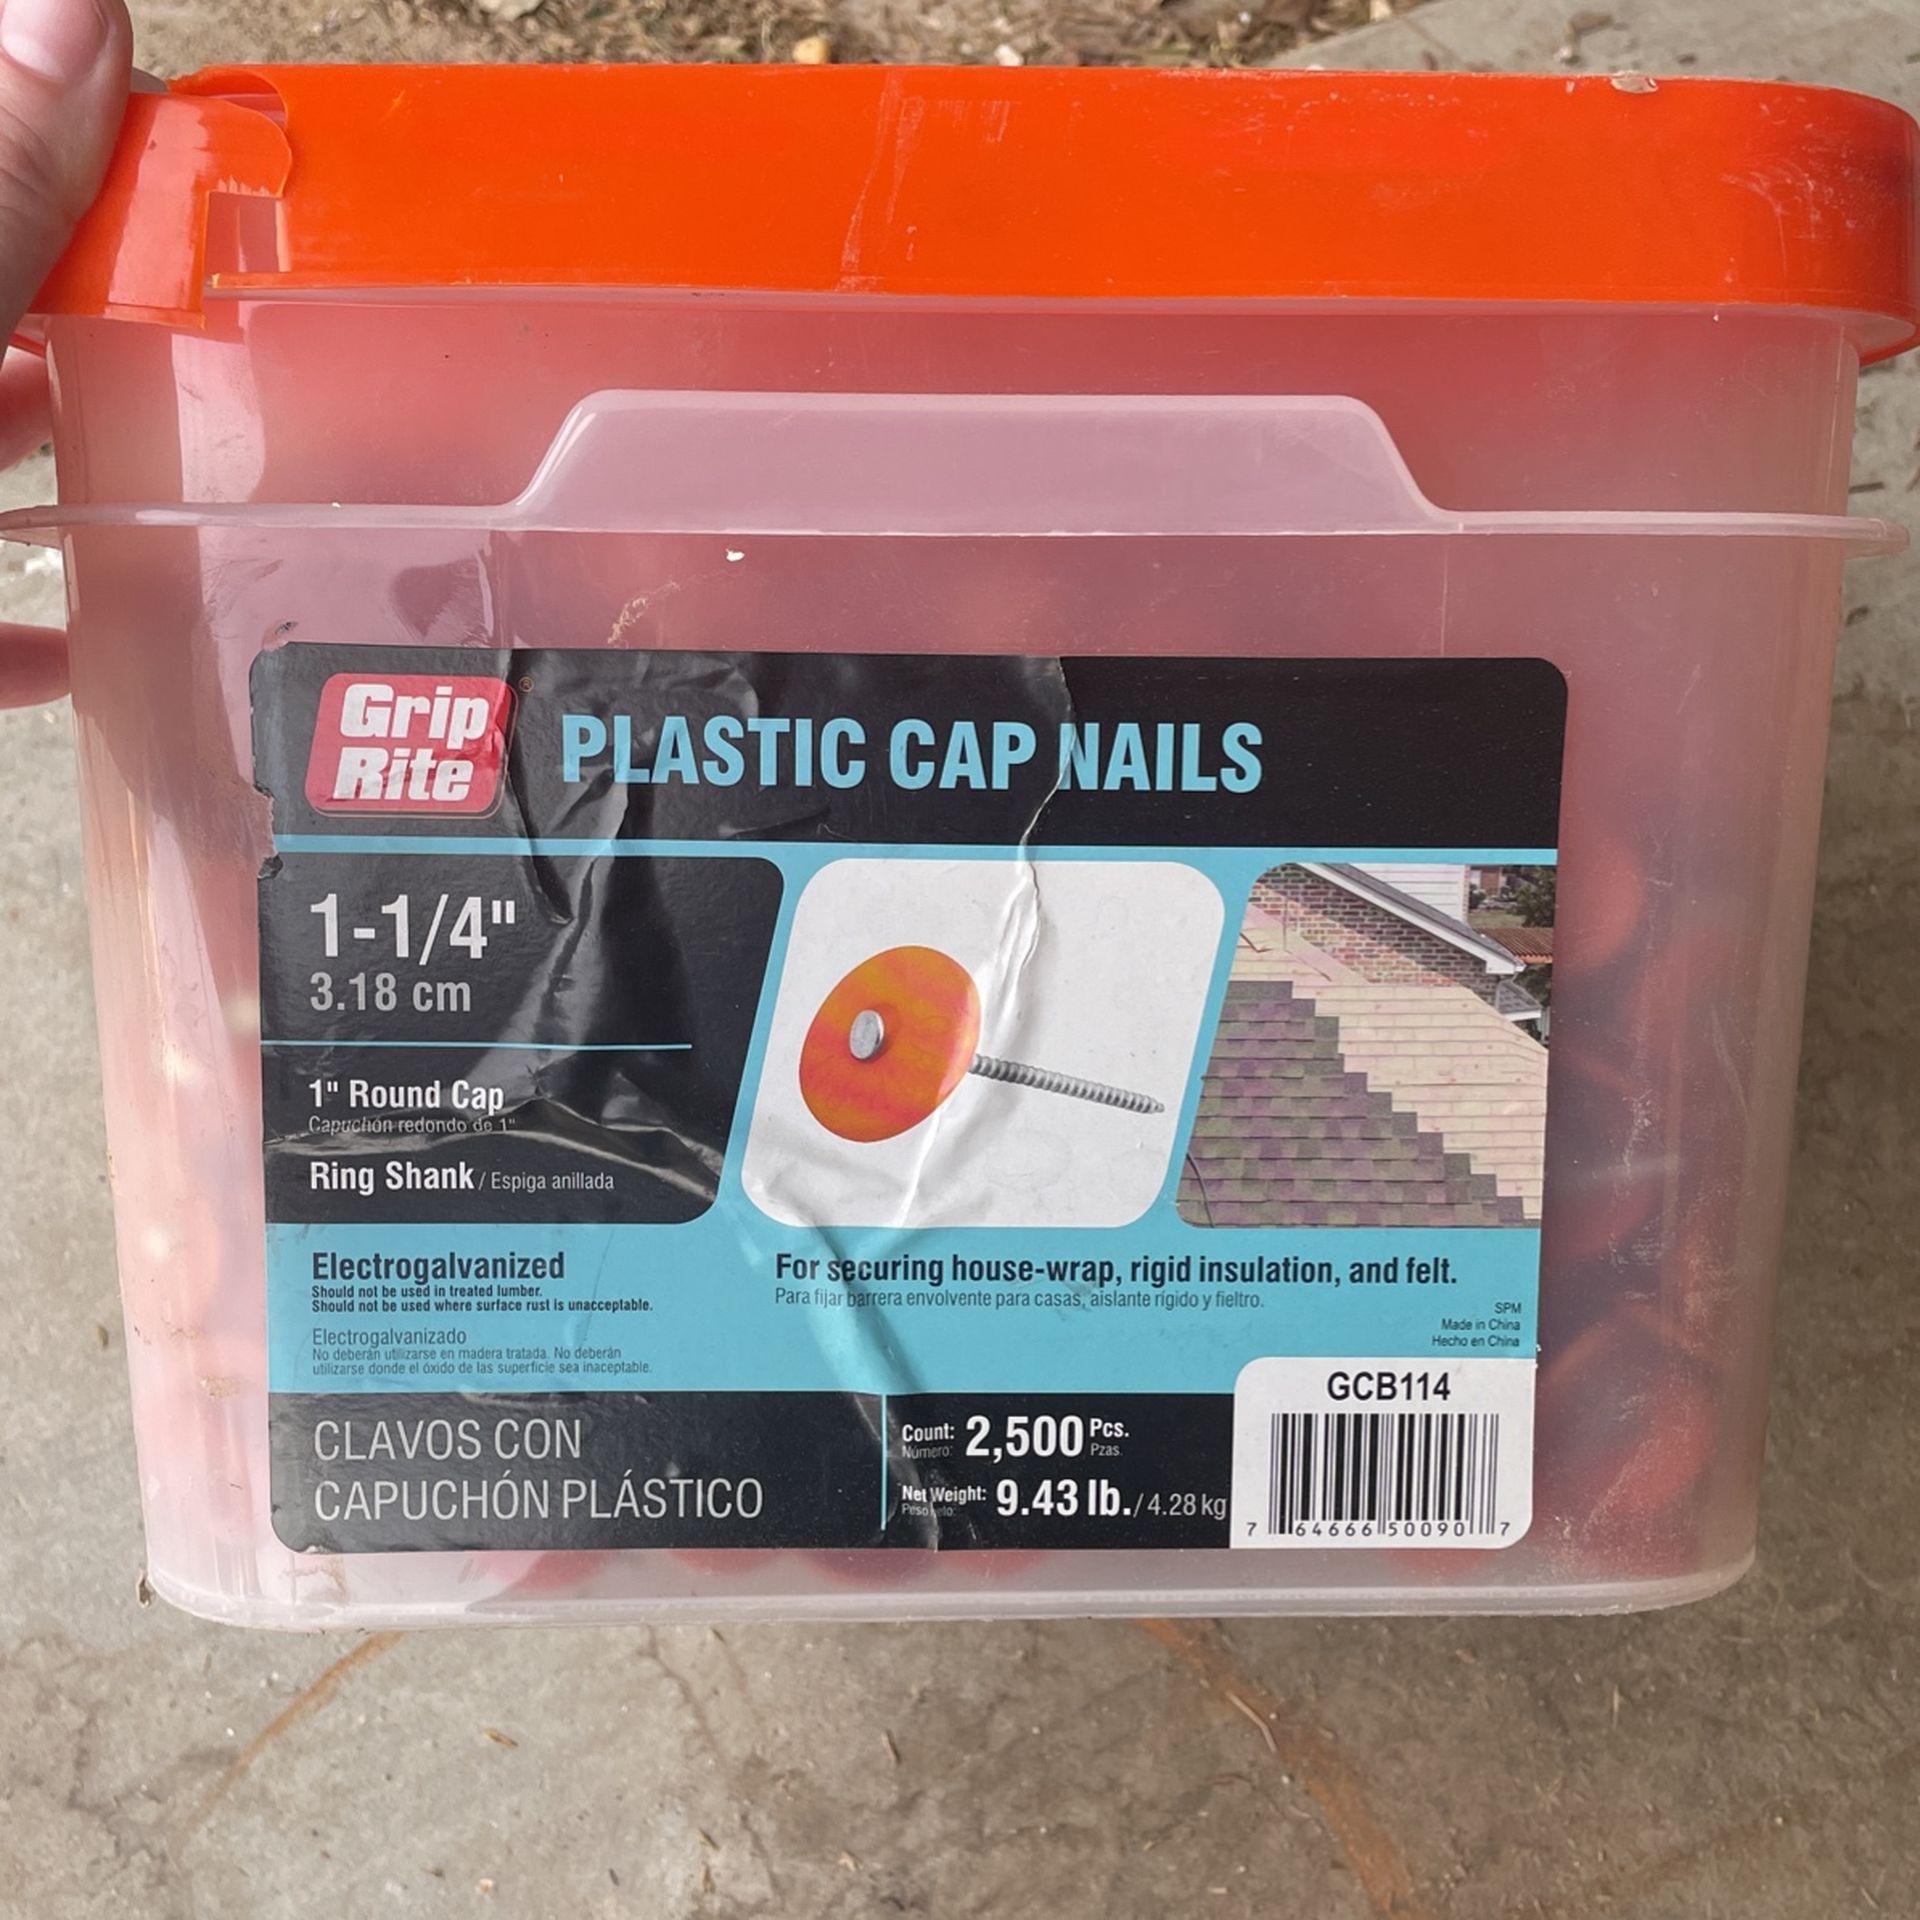 Grip
Rite®
PLASTIC CAP NAILS
1-1/4"
3.18 cm
1" Round Cap
Capuchón redondo de 1"
Ring Shank / Espiga anillada
Electrogalvanized
Should not be used in treated lumber.
Should not be used where surface rust is unacceptable.
Electrogalvanizado
No deberán utilizarse en madera tratada. No deberán
utilizarse donde el óxido de las superficie sea inaceptable.
For securing house-wrap, rigid insulation, and felt.
Para fijar barrera envolvente para casas, aislante rígido y fieltro.
SPM
Made in China
Hecho en China
CLAVOS CON
CAPUCHÓN PLÁSTICO
Count: 2,500 Pcs.
Número: Pzas.
Net Weight: 9.43 lb. / 4.28 kg
Peso neto:
GCB114
7 64666 50090 7